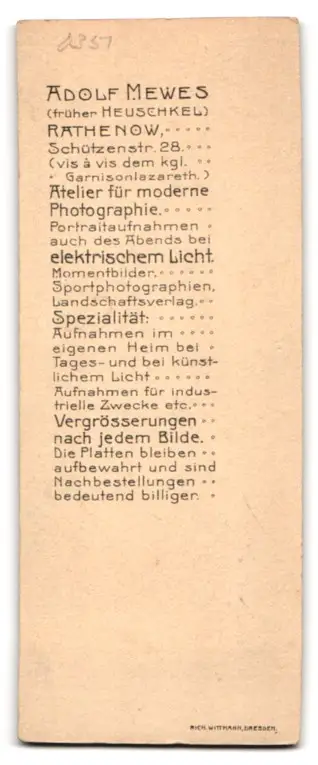 1351
ADOLF MEWES
(früher HEUSCHKEL)
RATHENOW,
Schützenstr. 28.
(vis à vis dem kgl.
Garnisonlazareth.)
Atelier für moderne
Photographie.
Portraitaufnahmen
auch des Abends bei
elektrischem Licht.
Momentbilder,
Sportphotographien,
Landschaftsverlag.
Spezialität:
Aufnahmen im
eigenen Heim bei
Tages- und bei künst-
lichem Licht
Aufnahmen für indus-
trielle Zwecke etc.
Vergrösserungen
nach jedem Bilde.
Die Platten bleiben
aufbewahrt und sind
Nachbestellungen
bedeutend billiger.
RICH. WITTMANN, DRESDEN.